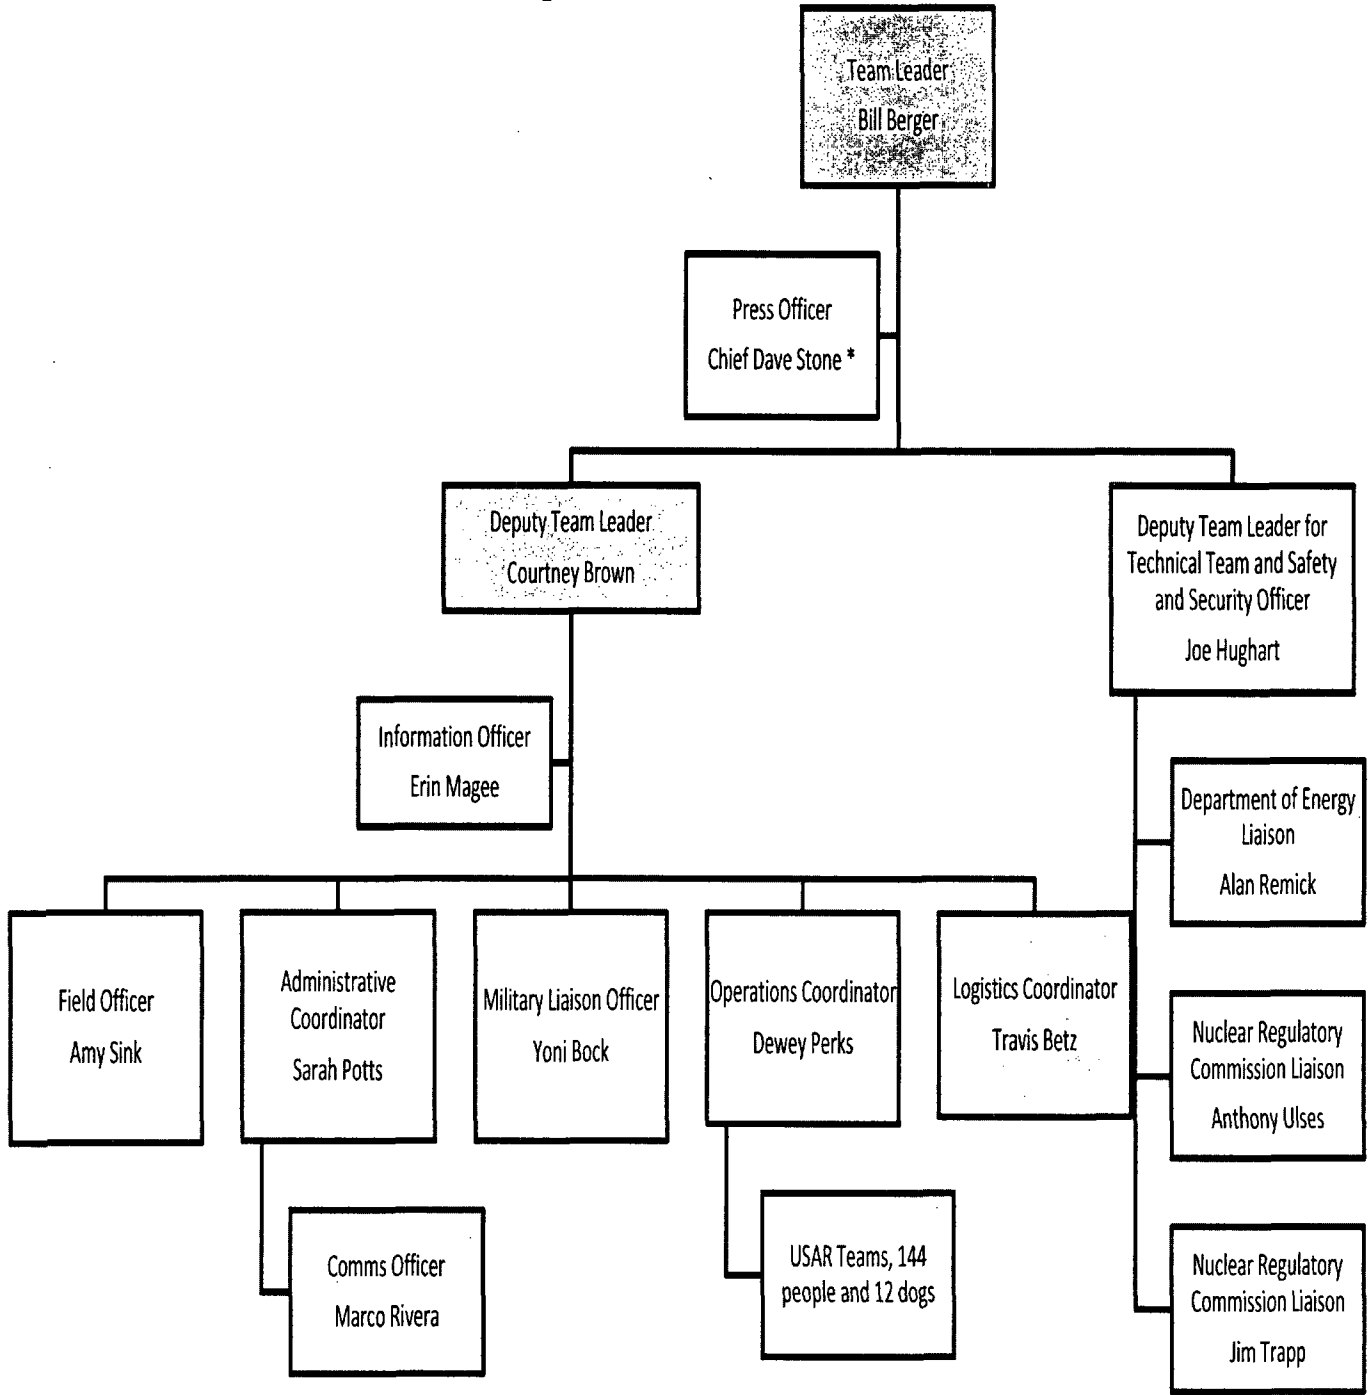 Team Leader
Bill Berger
Press Officer
Chief Dave Stone *
Deputy Team Leader
Courtney Brown
Deputy Team Leader for
Technical Team and Safety
and Security Officer
Joe Hughart
Information Officer
Erin Magee
Department of Energy
Liaison
Alan Remick
Field Officer
Amy Sink
Administrative
Coordinator
Sarah Potts
Military Liaison Officer
Yoni Bock
Operations Coordinator
Dewey Perks
Logistics Coordinator
Travis Betz
Nuclear Regulatory
Commission Liaison
Anthony Ulses
Comms Officer
Marco Rivera
USAR Teams, 144
people and 12 dogs
Nuclear Regulatory
Commission Liaison
Jim Trapp